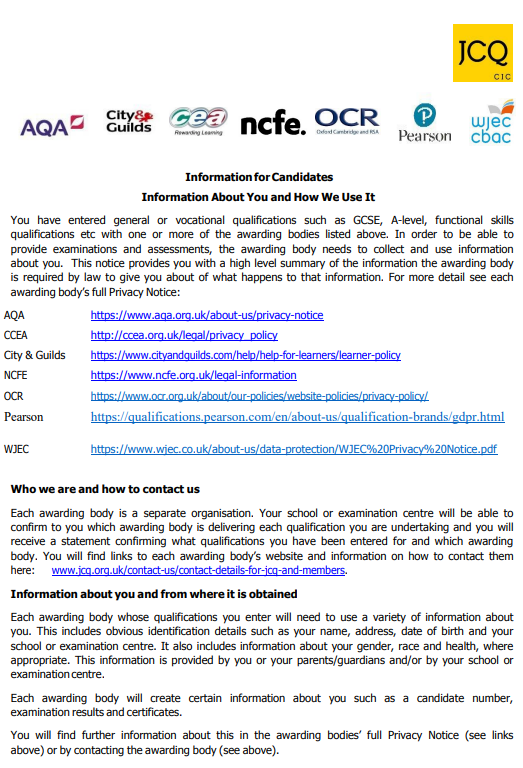 JCQ
CIC
AQA
City&
Guilds
cea
Rewarding Learning
ncfe.
OCR
Oxford Cambridge and RSA
Pearson
wjec
cbac
Information for Candidates
Information About You and How We Use It
You have entered general or vocational qualifications such as GCSE, A-level, functional skills
qualifications etc with one or more of the awarding bodies listed above. In order to be able to
provide examinations and assessments, the awarding body needs to collect and use information
about you. This notice provides you with a high level summary of the information the awarding body
is required by law to give you about of what happens to that information. For more detail see each
awarding body's full Privacy Notice:
AQA https://www.aqa.org.uk/about-us/privacy-notice
CCEA http://ccea.org.uk/legal/privacy_policy
City & Guilds https://www.cityandguilds.com/help/help-for-learners/learner-policy
NCFE https://www.ncfe.org.uk/legal-information
OCR https://www.ocr.org.uk/about/our-policies/website-policies/privacy-policy/
Pearson https://qualifications.pearson.com/en/about-us/qualification-brands/gdpr.html
WJEC https://www.wjec.co.uk/about-us/data-protection/WJEC%20Privacy%20Notice.pdf
Who we are and how to contact us
Each awarding body is a separate organisation. Your school or examination centre will be able to
confirm to you which awarding body is delivering each qualification you are undertaking and you will
receive a statement confirming what qualifications you have been entered for and which awarding
body. You will find links to each awarding body's website and information on how to contact them
here: www.jcq.org.uk/contact-us/contact-details-for-jcq-and-members.
Information about you and from where it is obtained
Each awarding body whose qualifications you enter will need to use a variety of information about
you. This includes obvious identification details such as your name, address, date of birth and your
school or examination centre. It also includes information about your gender, race and health, where
appropriate. This information is provided by you or your parents/guardians and/or by your school or
examination centre.
Each awarding body will create certain information about you such as a candidate number,
examination results and certificates.
You will find further information about this in the awarding bodies' full Privacy Notice (see links
above) or by contacting the awarding body (see above).